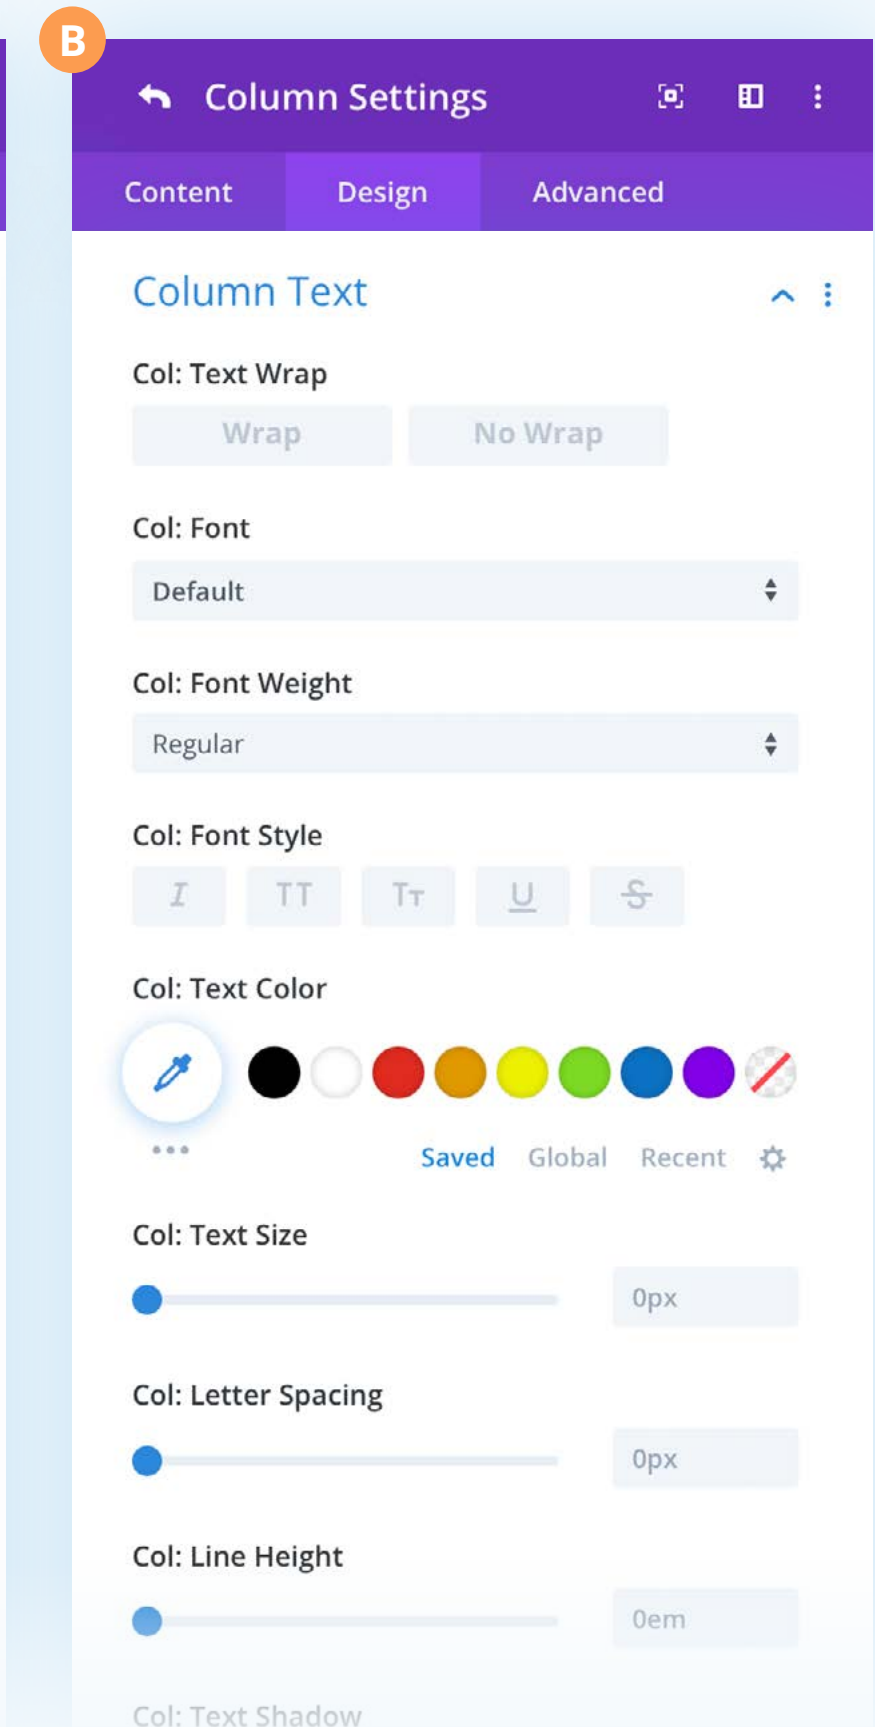 B
Column Settings
Content Design Advanced
Column Text
Col: Text Wrap
Wrap No Wrap
Col: Font
Default
Col: Font Weight
Regular
Col: Font Style
I TT Tт U S
Col: Text Color
Saved Global Recent
Col: Text Size
0px
Col: Letter Spacing
0px
Col: Line Height
0em
Col: Text Shadow